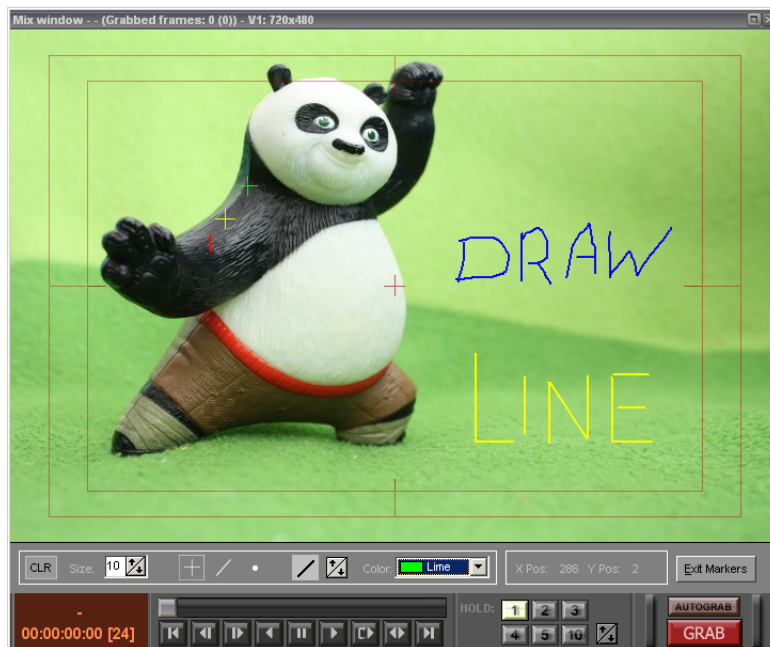 Mix window - - (Grabbed frames: 0 (0)) - V1: 720x480
DRAW
LINE
CLR Size: 10 Color: Line X Pos: 286 Y Pos: 2 Exit Markers
- HOLD: 1 2 3 AUTOGRAB
00:00:00:00 [24] 4 5 10 GRAB